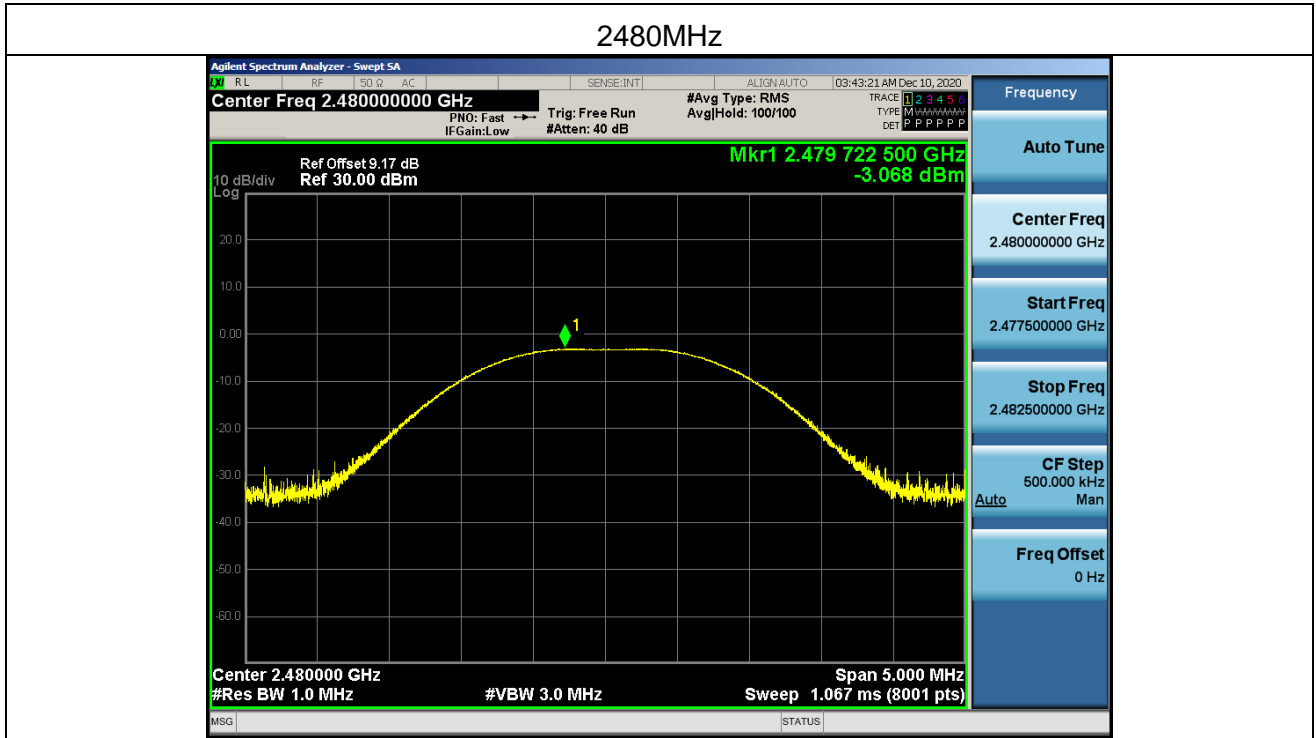 2480MHz
Agilent Spectrum Analyzer - Swept SA
LXI RL RF 50 Ω AC SENSE:INT ALIGN AUTO 03:43:21 AM Dec 10, 2020
Center Freq 2.480000000 GHz
PNO: Fast
IFGain:Low
Trig: Free Run
#Atten: 40 dB
#Avg Type: RMS
Avg|Hold: 100/100
TRACE 1 2 3 4 5 6
TYPE M W W W W W
DET P P P P P P
Ref Offset 9.17 dB
10 dB/div Ref 30.00 dBm
Log
Mkr1 2.479 722 500 GHz
-3.068 dBm
20.0
10.0
0.00
-10.0
-20.0
-30.0
-40.0
-50.0
-60.0
1
Center 2.480000 GHz Span 5.000 MHz
#Res BW 1.0 MHz #VBW 3.0 MHz Sweep 1.067 ms (8001 pts)
MSG STATUS
Frequency
Auto Tune
Center Freq
2.480000000 GHz
Start Freq
2.477500000 GHz
Stop Freq
2.482500000 GHz
CF Step
500.000 kHz
Auto Man
Freq Offset
0 Hz